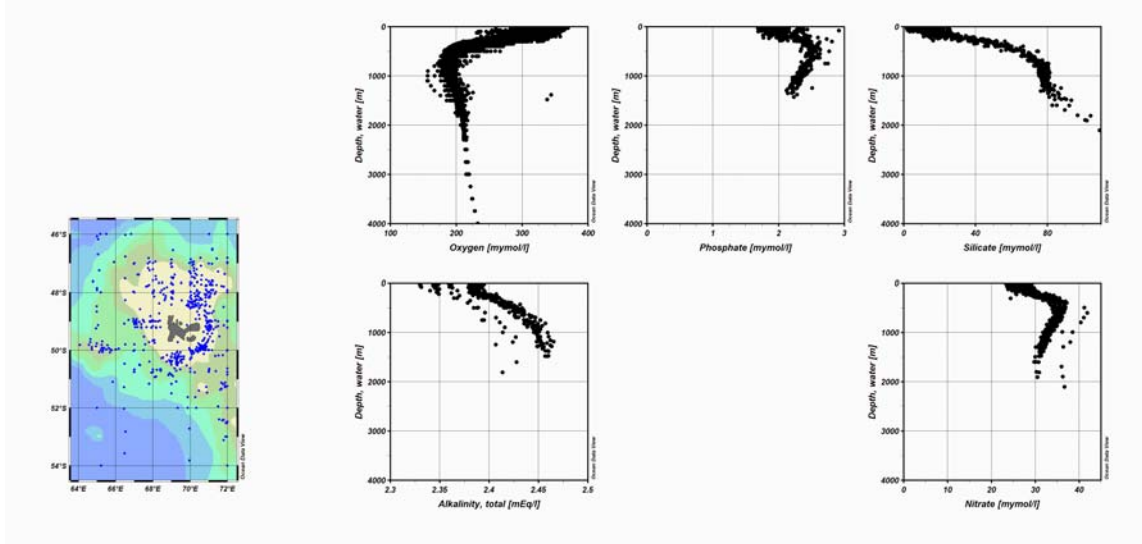 0
1000
2000
3000
4000
Depth, water [m]
100 200 300 400
Oxygen [mymol/l]
Ocean Data View
0
1000
2000
3000
4000
Depth, water [m]
0 1 2 3
Phosphate [mymol/l]
Ocean Data View
0
1000
2000
3000
4000
Depth, water [m]
0 40 80
Silicate [mymol/l]
Ocean Data View
46°S
48°S
50°S
52°S
54°S
64°E 66°E 68°E 70°E 72°E
Ocean Data View
0
1000
2000
3000
4000
Depth, water [m]
2.3 2.35 2.4 2.45 2.5
Alkalinity, total [mEq/l]
Ocean Data View
0
1000
2000
3000
4000
Depth, water [m]
0 10 20 30 40
Nitrate [mymol/l]
Ocean Data View